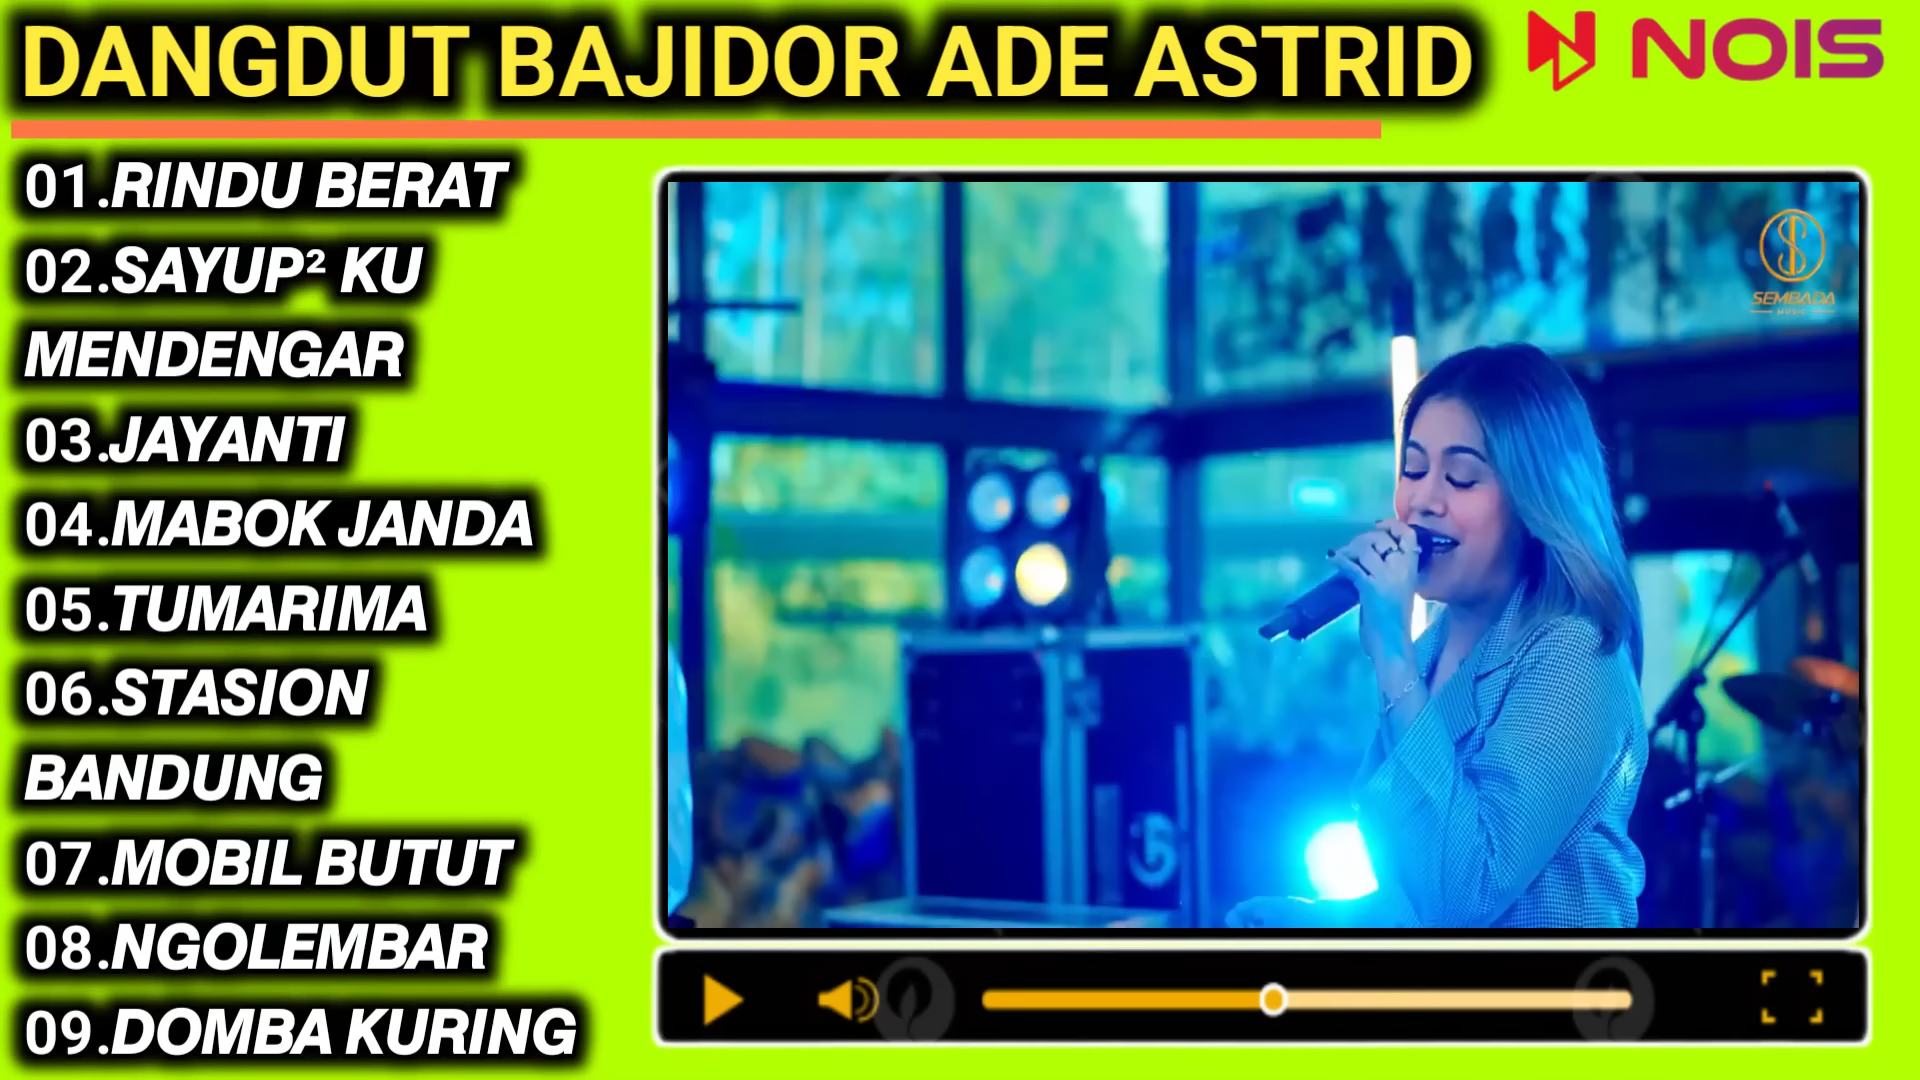 DANGDUT BAJIDOR ADE ASTRID
NOIS
01.RINDU BERAT
02.SAYUP² KU
MENDENGAR
03.JAYANTI
04.MABOK JANDA
05.TUMARIMA
06.STASION
BANDUNG
07.MOBIL BUTUT
08.NGOLEMBAR
09.DOMBA KURING
SEMBADA
MUSIC